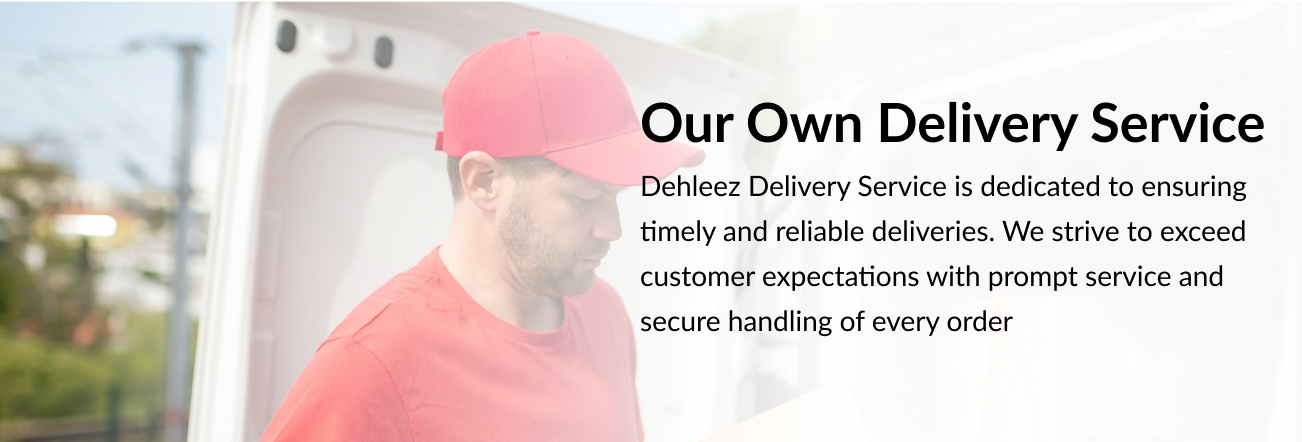 Our Own Delivery Service
Dehleez Delivery Service is dedicated to ensuring
timely and reliable deliveries. We strive to exceed
customer expectations with prompt service and
secure handling of every order